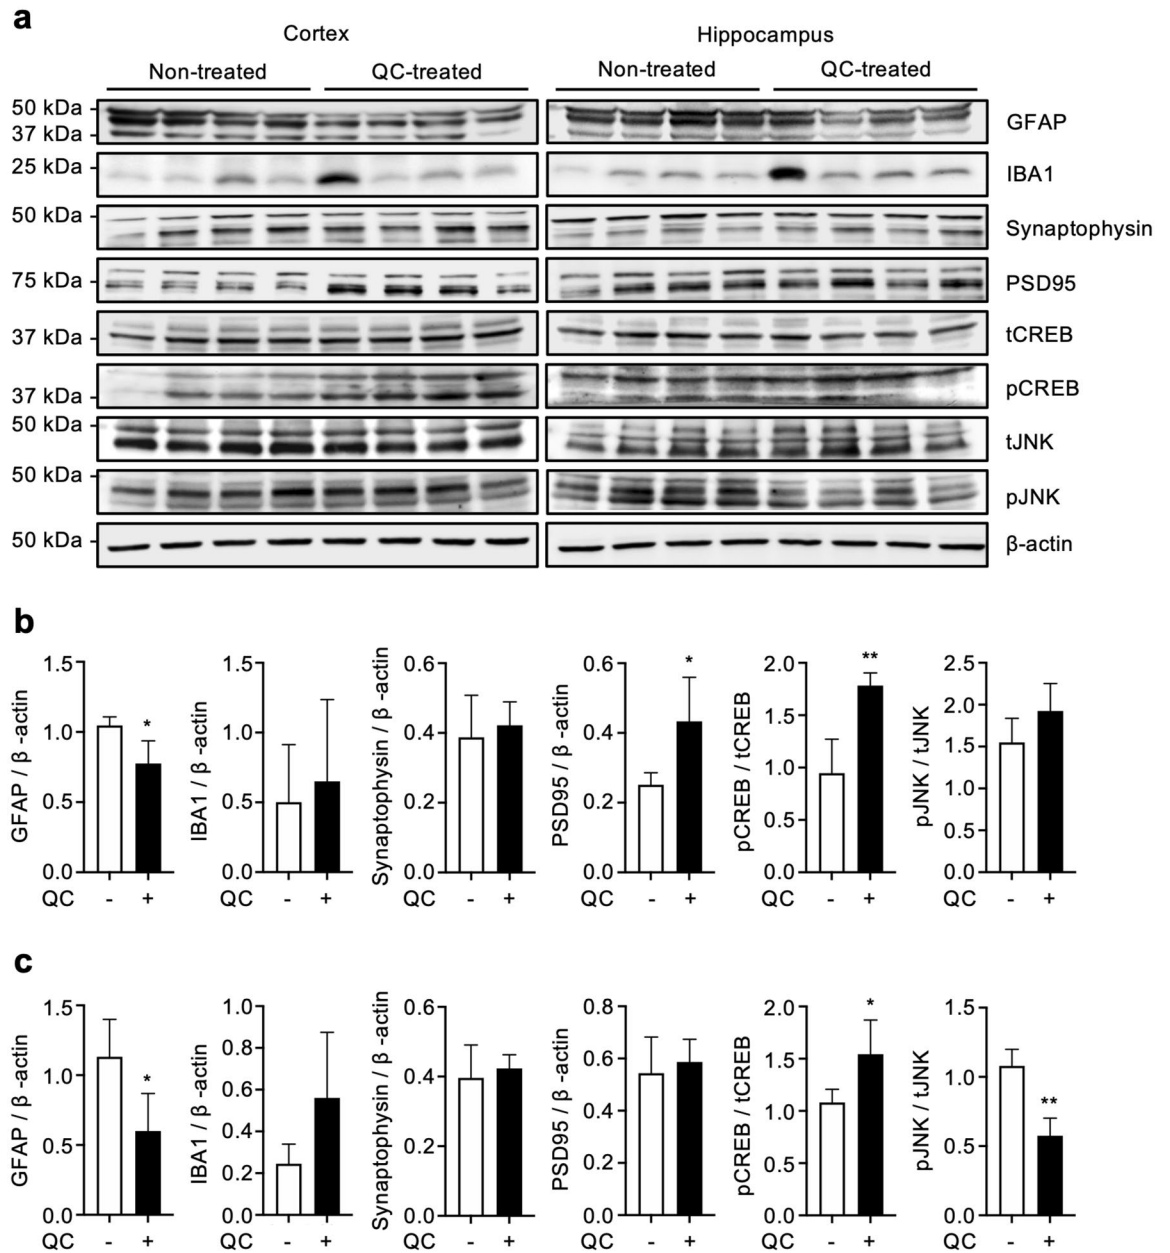 a
Cortex
Hippocampus
Non-treated
QC-treated
Non-treated
QC-treated
50 kDa
37 kDa
GFAP
25 kDa
IBA1
50 kDa
Synaptophysin
75 kDa
PSD95
37 kDa
tCREB
37 kDa
pCREB
50 kDa
tJNK
50 kDa
pJNK
50 kDa
β-actin
b
GFAP / β -actin
1.5
1.0
0.5
0.0
*
QC - +
IBA1 / β -actin
1.5
1.0
0.5
0.0
QC - +
Synaptophysin / β -actin
0.6
0.4
0.2
0.0
QC - +
PSD95 / β -actin
0.6
0.4
0.2
0.0
*
QC - +
pCREB / tCREB
2.0
1.5
1.0
0.5
0.0
**
QC - +
pJNK / tJNK
2.5
2.0
1.5
1.0
0.5
0.0
QC - +
c
GFAP / β -actin
1.5
1.0
0.5
0.0
*
QC - +
IBA1 / β -actin
1.0
0.8
0.6
0.4
0.2
0.0
QC - +
Synaptophysin / β -actin
0.6
0.4
0.2
0.0
QC - +
PSD95 / β -actin
0.8
0.6
0.4
0.2
0.0
QC - +
pCREB / tCREB
2.0
1.5
1.0
0.5
0.0
*
QC - +
pJNK / tJNK
1.5
1.0
0.5
0.0
**
QC - +